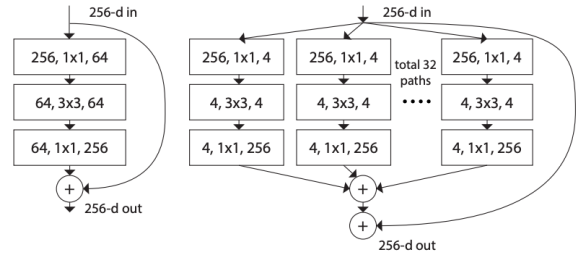 256-d in
256, 1x1, 64
64, 3x3, 64
64, 1x1, 256
+
256-d out
256-d in
256, 1x1, 4
256, 1x1, 4
total 32
paths
256, 1x1, 4
4, 3x3, 4
4, 3x3, 4
....
4, 3x3, 4
4, 1x1, 256
4, 1x1, 256
4, 1x1, 256
+
+
256-d out